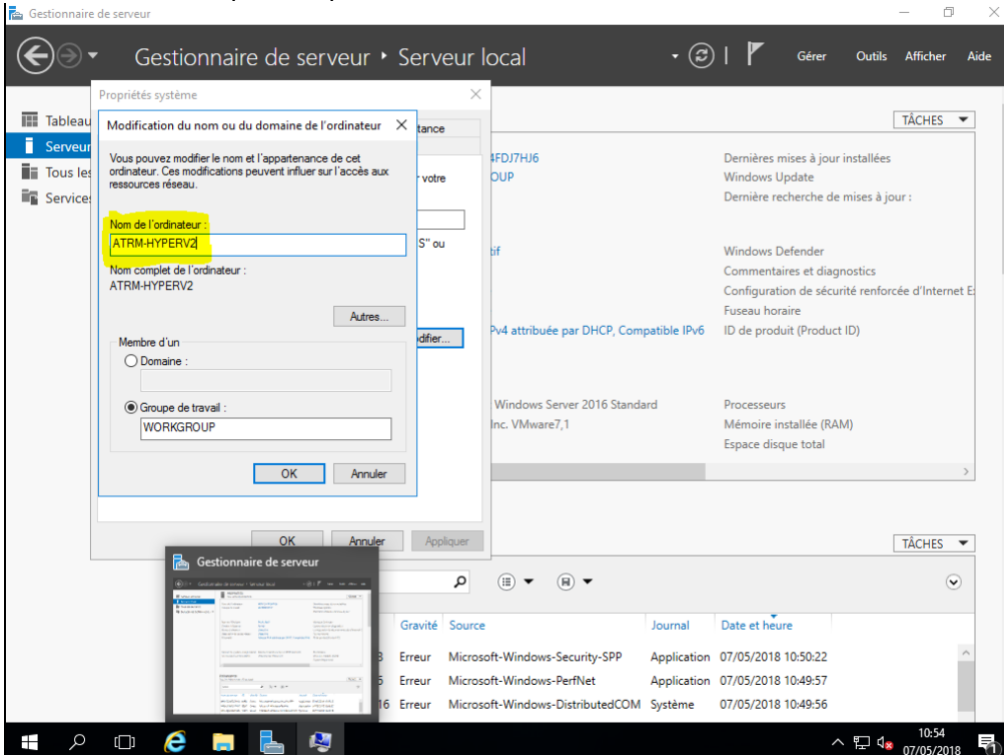 Gestionnaire de serveur
Gestionnaire de serveur • Serveur local
Gérer Outils Afficher Aide
Propriétés système
Tableau
Serveur
Tous les
Services
Modification du nom ou du domaine de l'ordinateur
tance
Vous pouvez modifier le nom et l'appartenance de cet
ordinateur. Ces modifications peuvent influer sur l'accès aux
ressources réseau.
votre
Nom de l'ordinateur :
ATRM-HYPERV2
S" ou
Nom complet de l'ordinateur :
ATRM-HYPERV2
Autres...
Membre d'un
Domaine :
Groupe de travail :
WORKGROUP
OK Annuler
OK Annuler Appliquer
TÂCHES
4FDJ7HJ6
OUP
Dernières mises à jour installées
Windows Update
Dernière recherche de mises à jour :
tif
Windows Defender
Commentaires et diagnostics
Configuration de sécurité renforcée d'Internet E
Fuseau horaire
difier...
Pv4 attribuée par DHCP, Compatible IPv6
ID de produit (Product ID)
Windows Server 2016 Standard
Inc. VMware7,1
Processeurs
Mémoire installée (RAM)
Espace disque total
TÂCHES
Gestionnaire de serveur
Gravité Source Journal Date et heure
3 Erreur Microsoft-Windows-Security-SPP Application 07/05/2018 10:50:22
5 Erreur Microsoft-Windows-PerfNet Application 07/05/2018 10:49:57
16 Erreur Microsoft-Windows-DistributedCOM Système 07/05/2018 10:49:56
10:54
07/05/2018